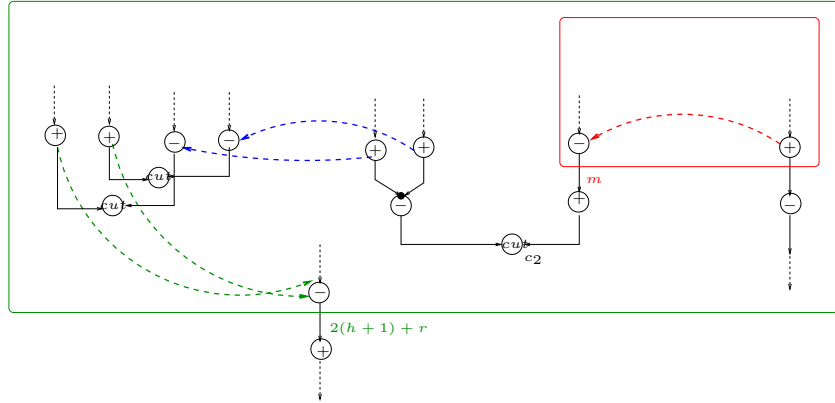 − + +
+ + − −
+ +
m
cut
cut
− + −
cut
c2
−
2(h + 1) + r
+